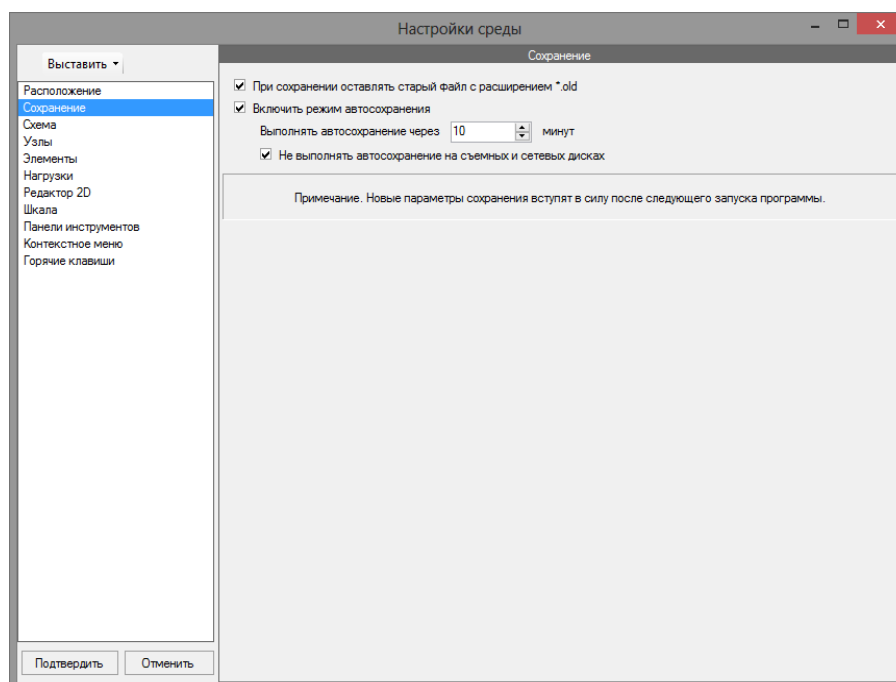 Настройки среды
Выставить
Сохранение
Расположение
Сохранение
Схема
Узлы
Элементы
Нагрузки
Редактор 2D
Шкала
Панели инструментов
Контекстное меню
Горячие клавиши
При сохранении оставлять старый файл с расширением *.old
Включить режим автосохранения
Выполнять автосохранение через 10 минут
Не выполнять автосохранение на съемных и сетевых дисках
Примечание. Новые параметры сохранения вступят в силу после следующего запуска программы.
Подтвердить Отменить